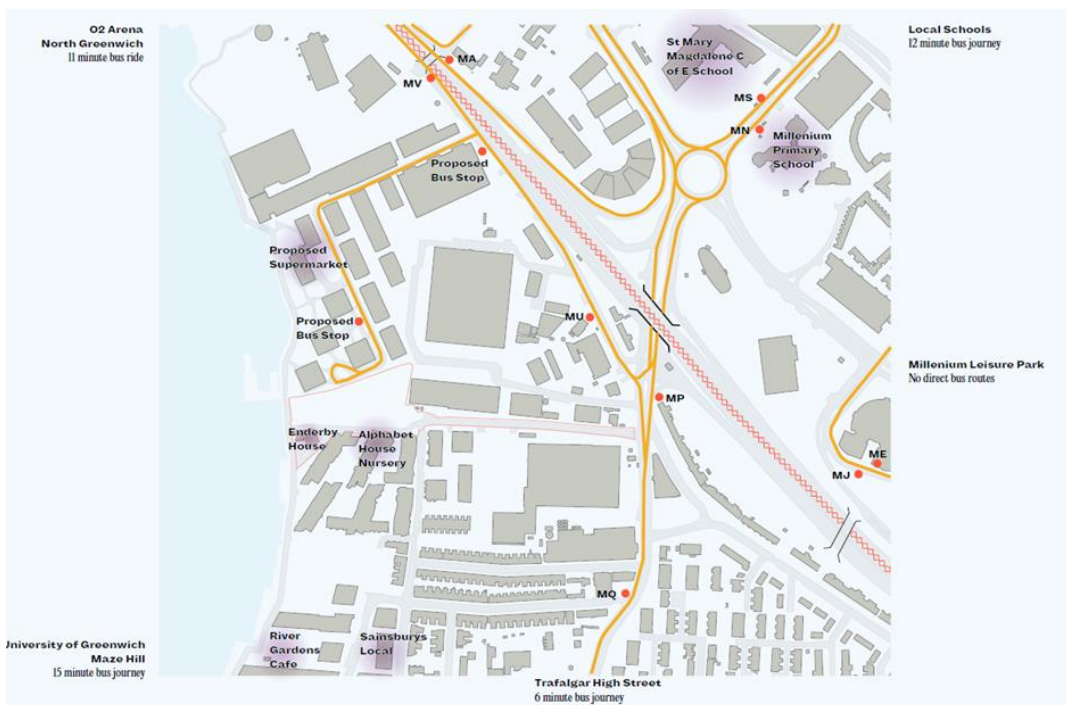 O2 Arena
North Greenwich
11 minute bus ride
MA
MV
St Mary
Magdalene C
of E School
Local Schools
12 minute bus journey
MS
MN
Millenium
Primary
School
Proposed
Bus Stop
Proposed
Supermarket
Proposed
Bus Stop
MU
Millenium Leisure Park
No direct bus routes
MP
Enderby
House
Alphabet
House
Nursery
ME
MJ
MQ
River
Gardens
Cafe
Sainsburys
Local
University of Greenwich
Maze Hill
15 minute bus journey
Trafalgar High Street
6 minute bus journey